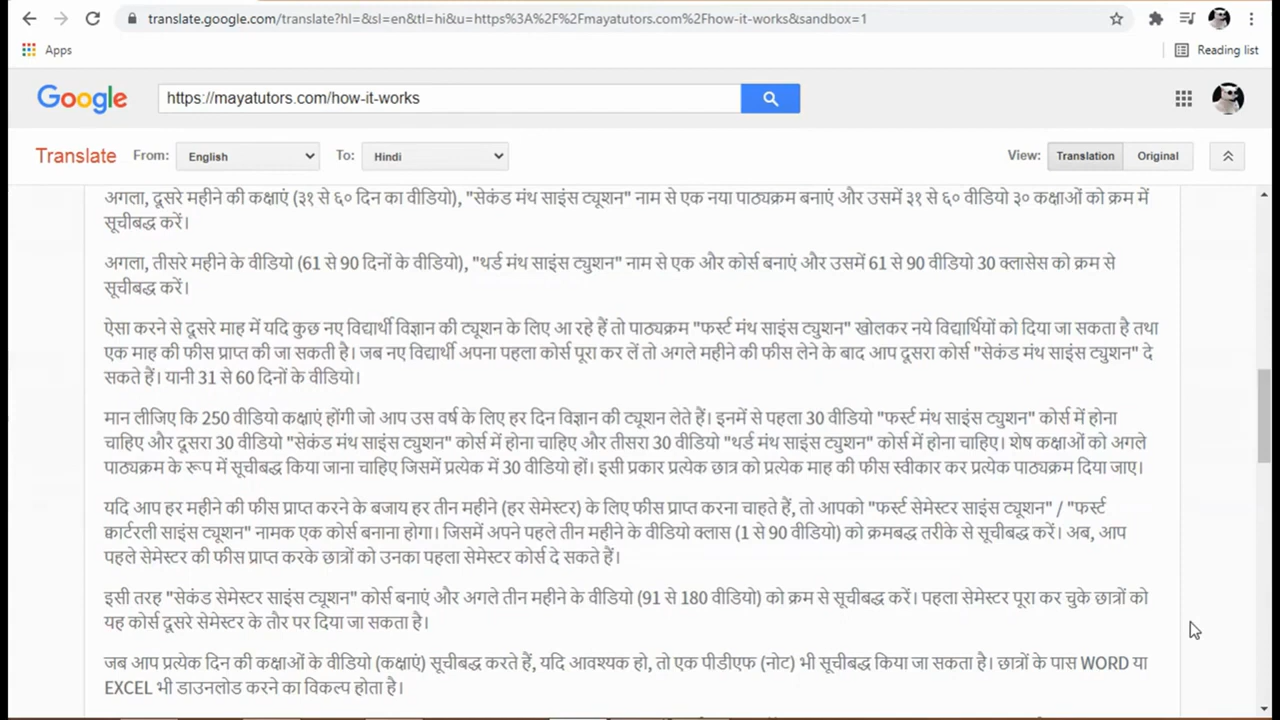 translate.google.com/translate?hl=&sl=en&tl=hi&u=https%3A%2F%2Fmayatutors.com%2Fhow-it-works&sandbox=1
Apps
Reading list
Google
https://mayatutors.com/how-it-works
Translate From: English To: Hindi View: Translation Original
अगला, दूसरे महीने की कक्षाएं (३१ से ६० दिन का वीडियो), "सेकंड मंथ साइंस ट्यूशन" नाम से एक नया पाठ्यक्रम बनाएं और उसमें ३१ से ६० वीडियो ३० कक्षाओं को क्रम में
सूचीबद्ध करें।
अगला, तीसरे महीने के वीडियो (61 से 90 दिनों के वीडियो), "थर्ड मंथ साइंस ट्युशन" नाम से एक और कोर्स बनाएं और उसमें 61 से 90 वीडियो 30 क्लासेस को क्रम से
सूचीबद्ध करें।
ऐसा करने से दूसरे माह में यदि कुछ नए विद्यार्थी विज्ञान की ट्यूशन के लिए आ रहे हैं तो पाठ्यक्रम "फर्स्ट मंथ साइंस ट्युशन" खोलकर नये विद्यार्थियों को दिया जा सकता है तथा
एक माह की फीस प्राप्त की जा सकती है। जब नए विद्यार्थी अपना पहला कोर्स पूरा कर लें तो अगले महीने की फीस लेने के बाद आप दूसरा कोर्स "सेकंड मंथ साइंस ट्युशन" दे
सकते हैं। यानी 31 से 60 दिनों के वीडियो।
मान लीजिए कि 250 वीडियो कक्षाएं होंगी जो आप उस वर्ष के लिए हर दिन विज्ञान की ट्यूशन लेते हैं। इनमें से पहला 30 वीडियो "फर्स्ट मंथ साइंस ट्युशन" कोर्स में होना
चाहिए और दूसरा 30 वीडियो "सेकंड मंथ साइंस ट्युशन" कोर्स में होना चाहिए और तीसरा 30 वीडियो "थर्ड मंथ साइंस ट्युशन" कोर्स में होना चाहिए। शेष कक्षाओं को अगले
पाठ्यक्रम के रूप में सूचीबद्ध किया जाना चाहिए जिसमें प्रत्येक में 30 वीडियो हों। इसी प्रकार प्रत्येक छात्र को प्रत्येक माह की फीस स्वीकार कर प्रत्येक पाठ्यक्रम दिया जाए।
यदि आप हर महीने की फीस प्राप्त करने के बजाय हर तीन महीने (हर सेमेस्टर) के लिए फीस प्राप्त करना चाहते हैं, तो आपको "फर्स्ट सेमेस्टर साइंस ट्यूशन" / "फर्स्ट
क्वार्टरली साइंस ट्यूशन" नामक एक कोर्स बनाना होगा। जिसमें अपने पहले तीन महीने के वीडियो क्लास (1 से 90 वीडियो) को क्रमबद्ध तरीके से सूचीबद्ध करें। अब, आप
पहले सेमेस्टर की फीस प्राप्त करके छात्रों को उनका पहला सेमेस्टर कोर्स दे सकते हैं।
इसी तरह "सेकंड सेमेस्टर साइंस ट्यूशन" कोर्स बनाएं और अगले तीन महीने के वीडियो (91 से 180 वीडियो) को क्रम से सूचीबद्ध करें। पहला सेमेस्टर पूरा कर चुके छात्रों को
यह कोर्स दूसरे सेमेस्टर के तौर पर दिया जा सकता है।
जब आप प्रत्येक दिन की कक्षाओं के वीडियो (कक्षाएं) सूचीबद्ध करते हैं, यदि आवश्यक हो, तो एक पीडीएफ (नोट) भी सूचीबद्ध किया जा सकता है। छात्रों के पास WORD या
EXCEL भी डाउनलोड करने का विकल्प होता है।